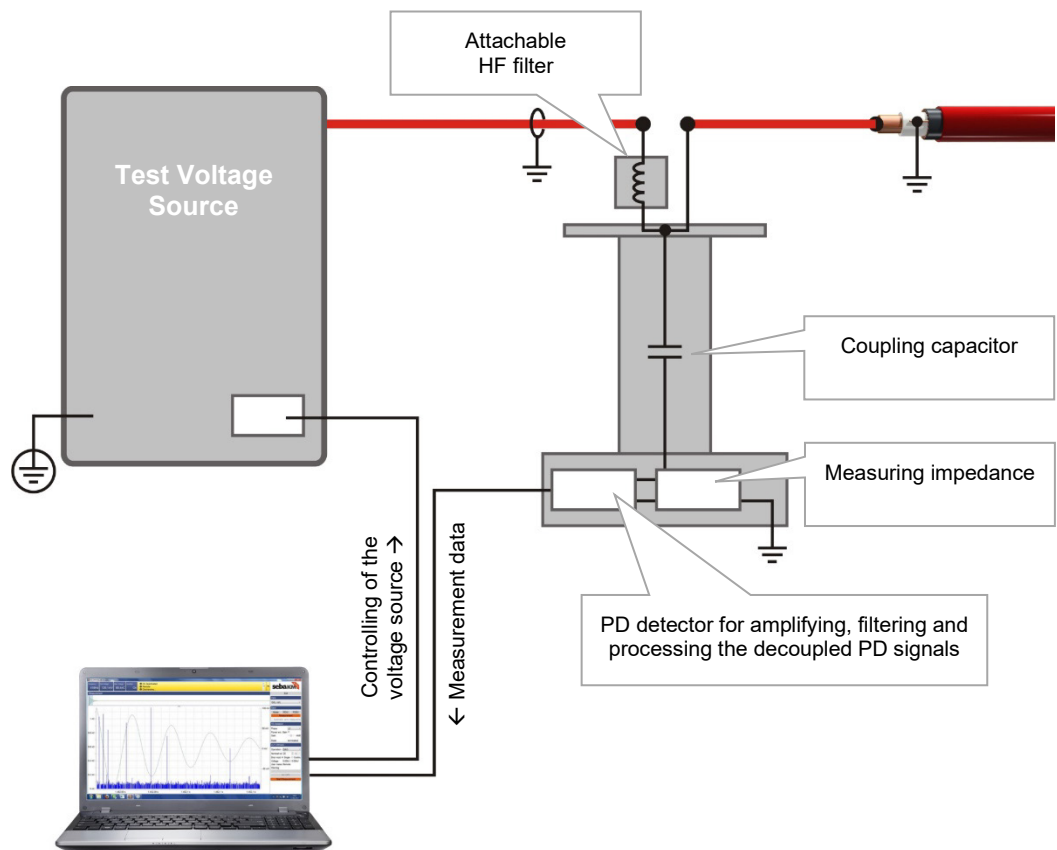 Attachable
HF filter
Test Voltage
Source
Coupling capacitor
Measuring impedance
Controlling of the
voltage source →
← Measurement data
PD detector for amplifying, filtering and
processing the decoupled PD signals